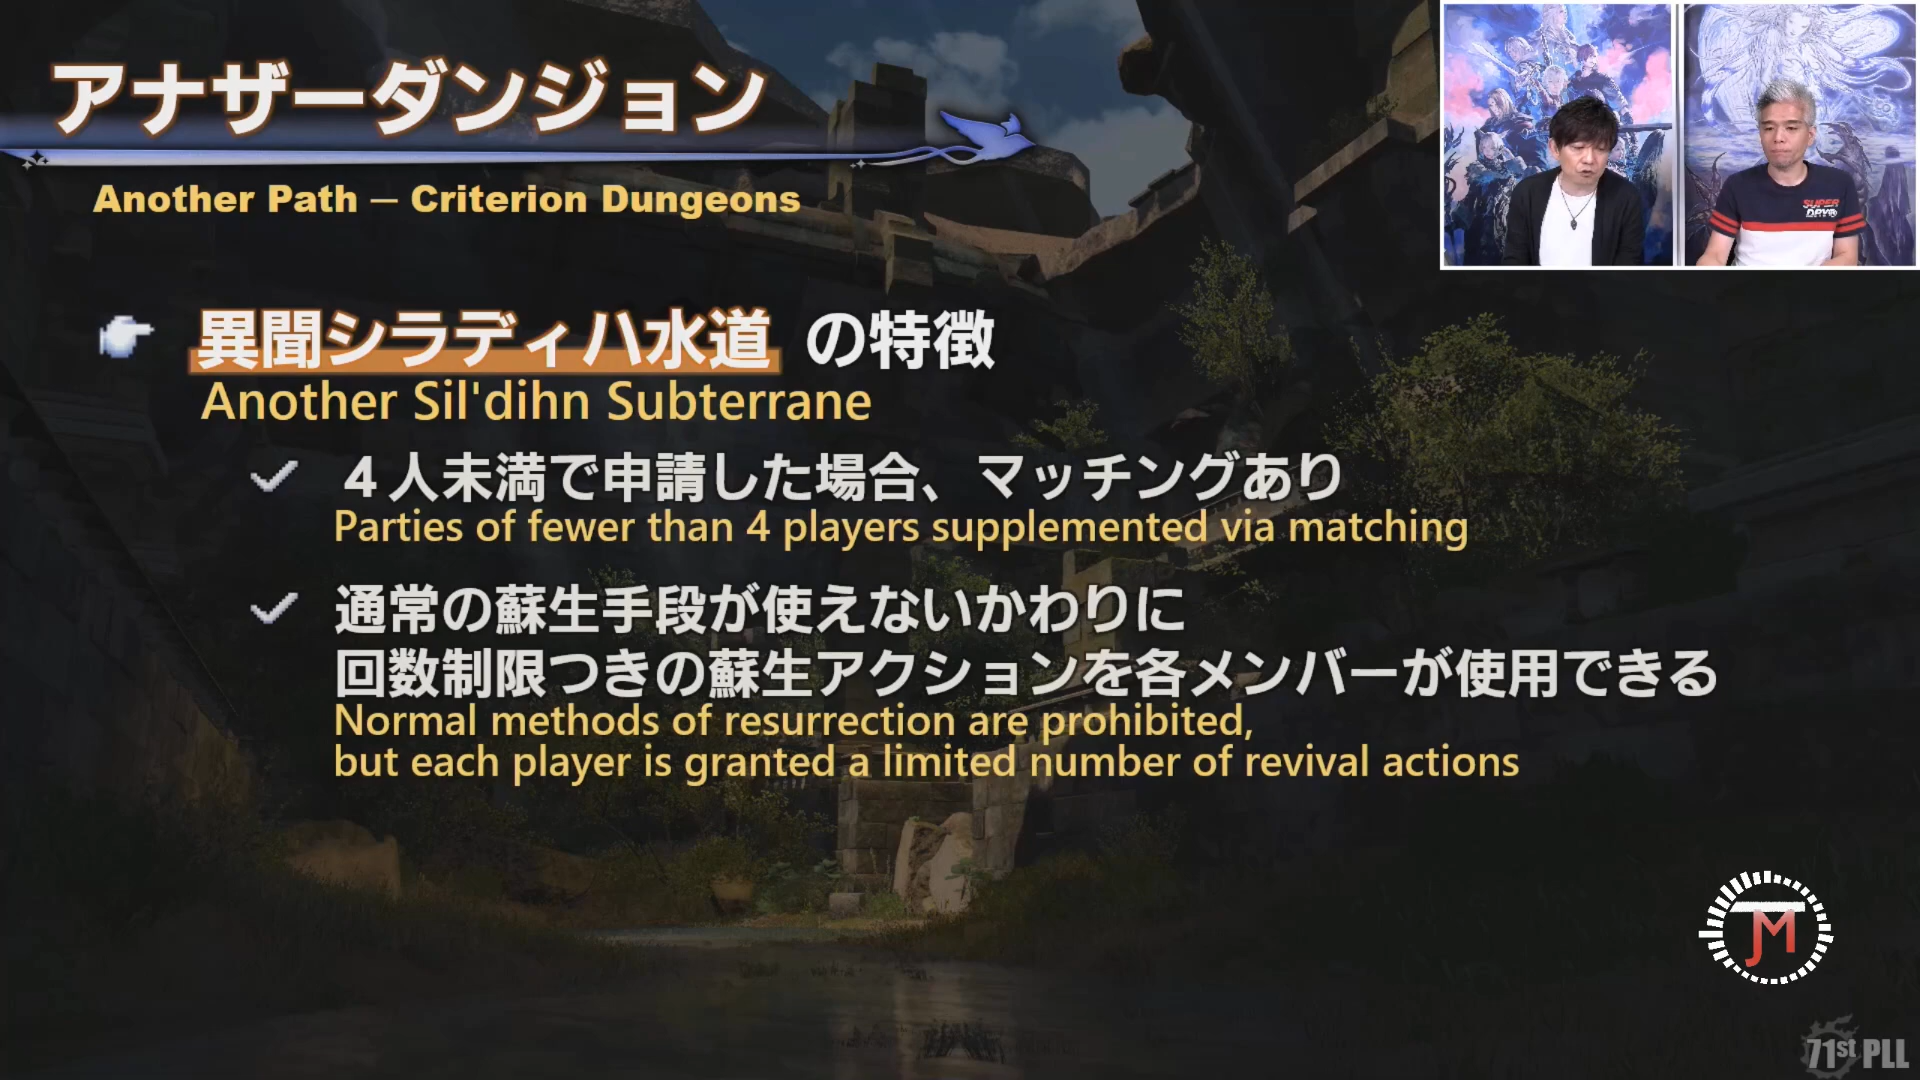 アナザーダンジョン
Another Path — Criterion Dungeons
異聞シラディハ水道 の特徴
Another Sil'dihn Subterrane
４人未満で申請した場合、マッチングあり
Parties of fewer than 4 players supplemented via matching
通常の蘇生手段が使えないかわりに
回数制限つきの蘇生アクションを各メンバーが使用できる
Normal methods of resurrection are prohibited,
but each player is granted a limited number of revival actions
SUPER
DRY
JM
71st PLL